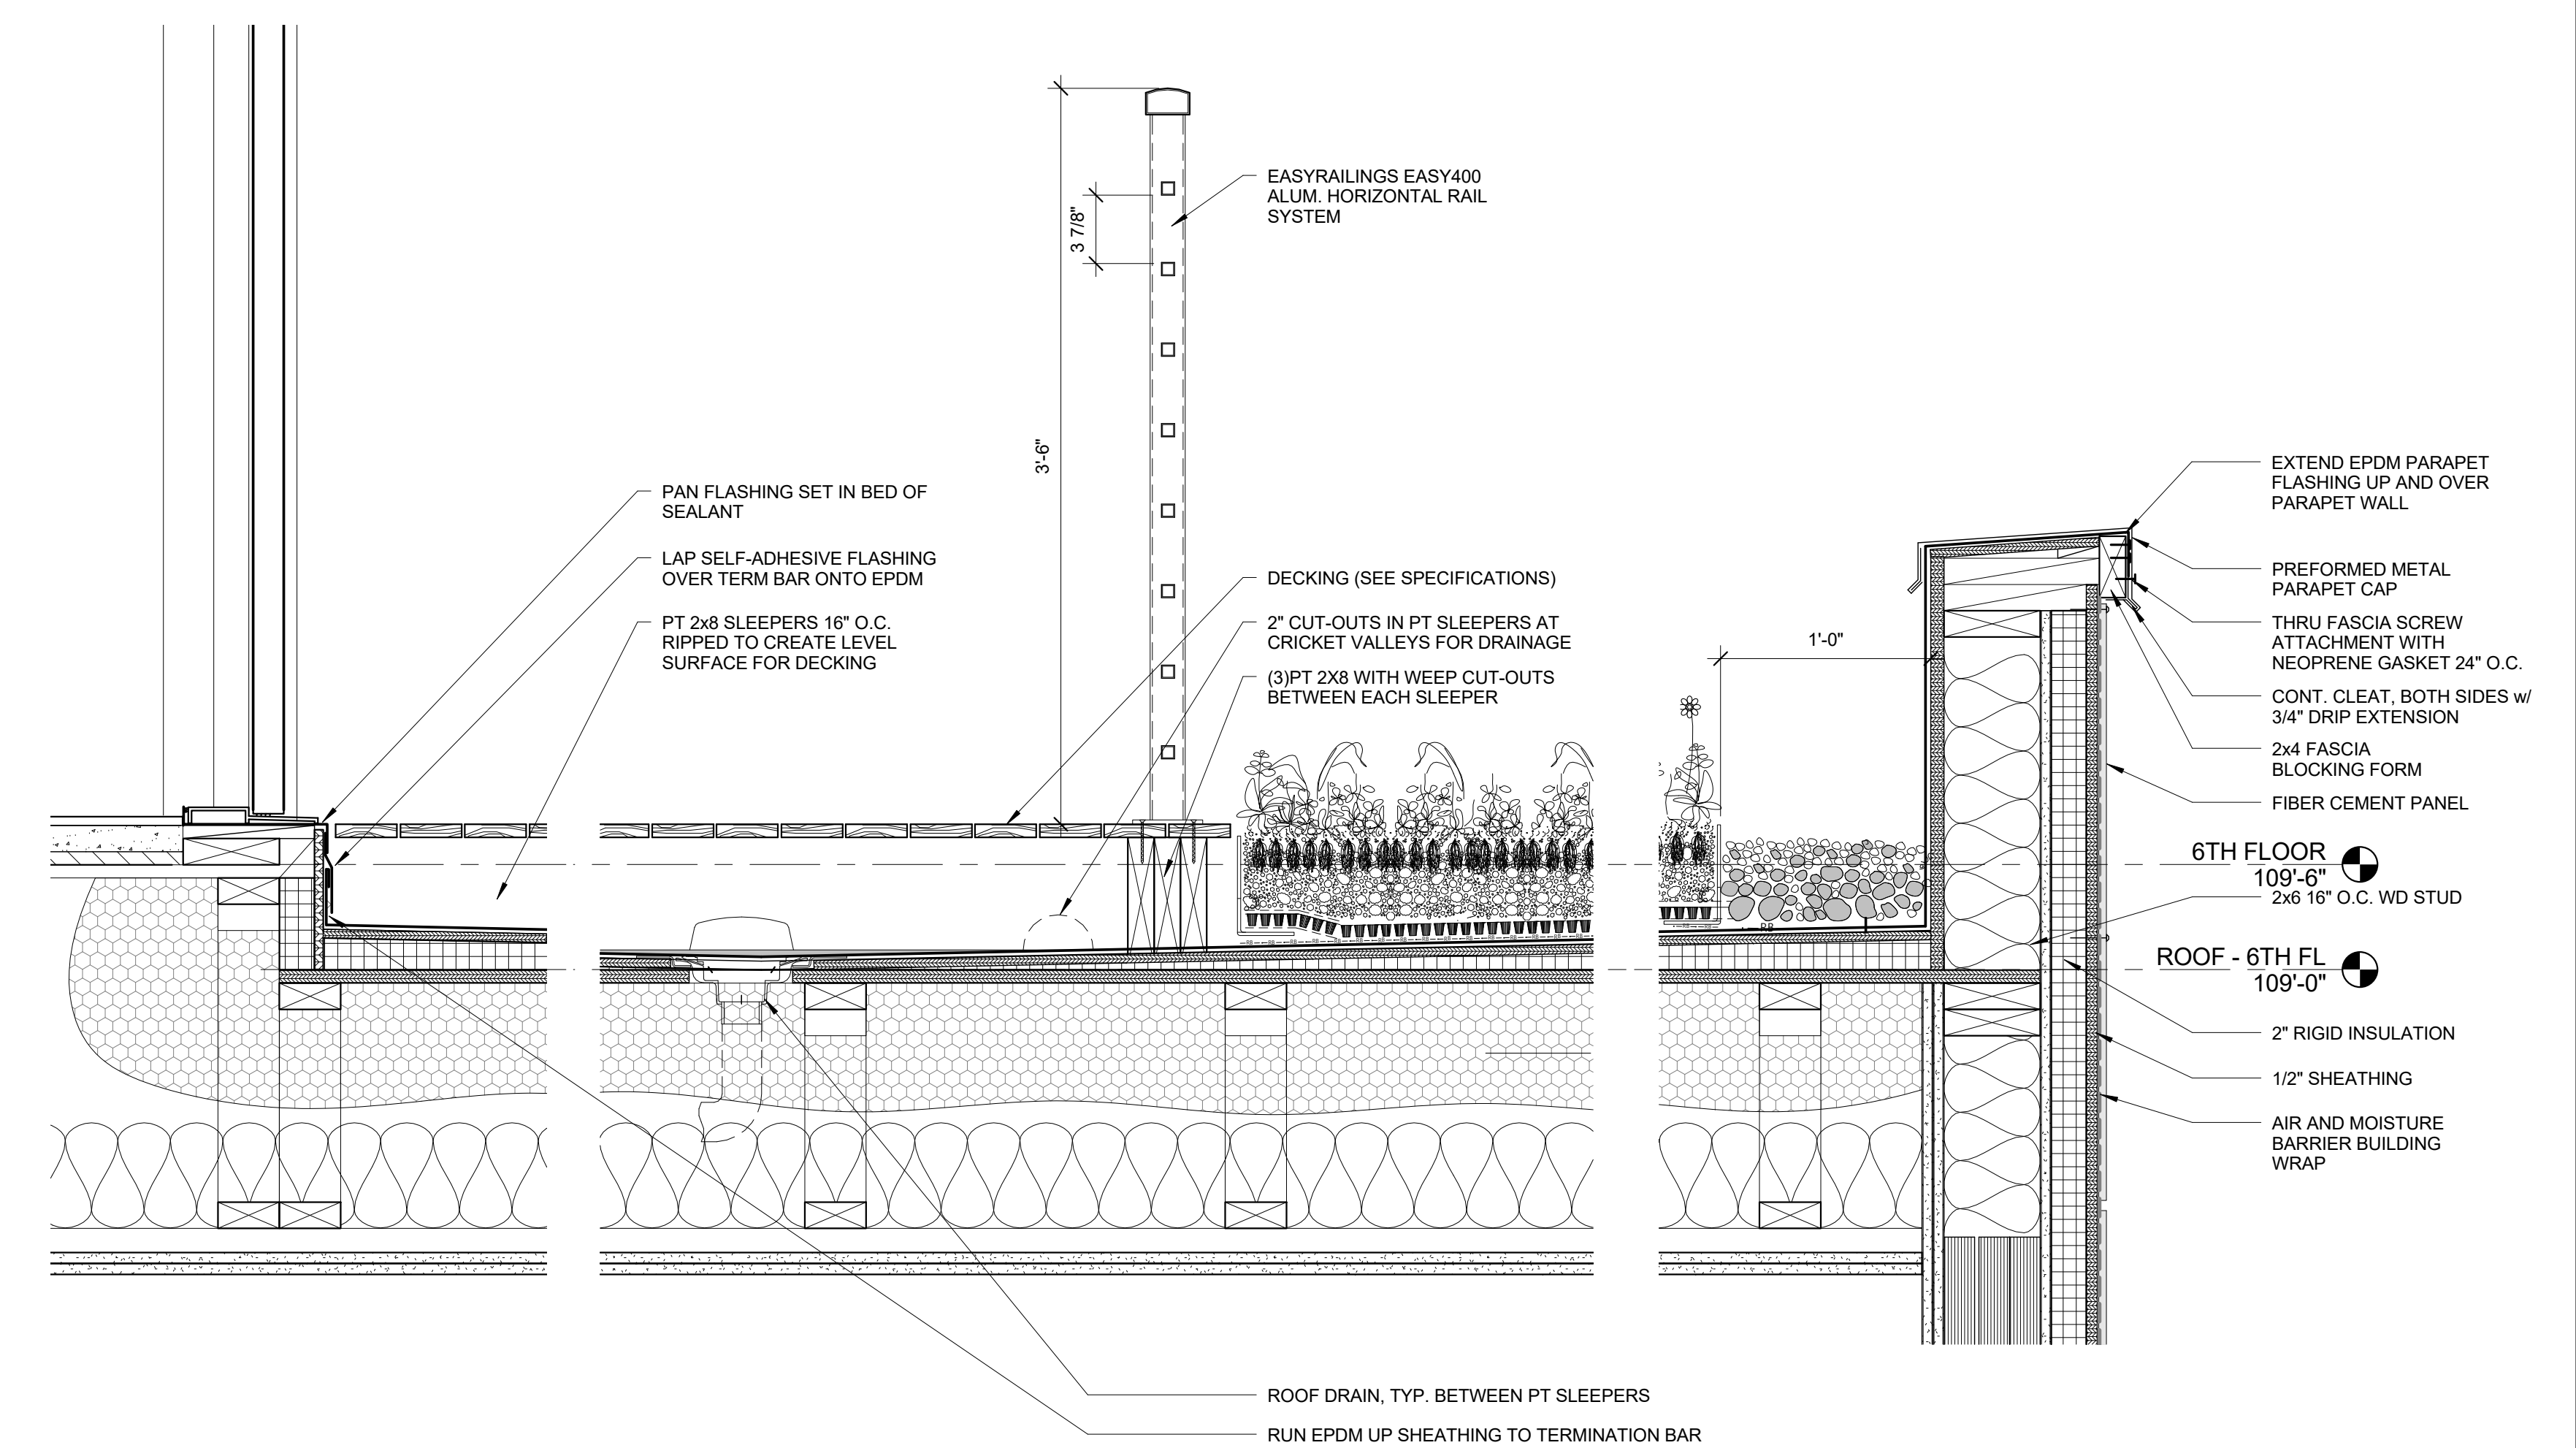 EASYRAILINGS EASY400
ALUM. HORIZONTAL RAIL
SYSTEM
3 7/8"
3'-6"
PAN FLASHING SET IN BED OF
SEALANT
LAP SELF-ADHESIVE FLASHING
OVER TERM BAR ONTO EPDM
PT 2x8 SLEEPERS 16" O.C.
RIPPED TO CREATE LEVEL
SURFACE FOR DECKING
DECKING (SEE SPECIFICATIONS)
2" CUT-OUTS IN PT SLEEPERS AT
CRICKET VALLEYS FOR DRAINAGE
(3)PT 2X8 WITH WEEP CUT-OUTS
BETWEEN EACH SLEEPER
1'-0"
EXTEND EPDM PARAPET
FLASHING UP AND OVER
PARAPET WALL
PREFORMED METAL
PARAPET CAP
THRU FASCIA SCREW
ATTACHMENT WITH
NEOPRENE GASKET 24" O.C.
CONT. CLEAT, BOTH SIDES w/
3/4" DRIP EXTENSION
2x4 FASCIA
BLOCKING FORM
FIBER CEMENT PANEL
6TH FLOOR
109'-6"
2x6 16" O.C. WD STUD
ROOF - 6TH FL
109'-0"
2" RIGID INSULATION
1/2" SHEATHING
AIR AND MOISTURE
BARRIER BUILDING
WRAP
ROOF DRAIN, TYP. BETWEEN PT SLEEPERS
RUN EPDM UP SHEATHING TO TERMINATION BAR